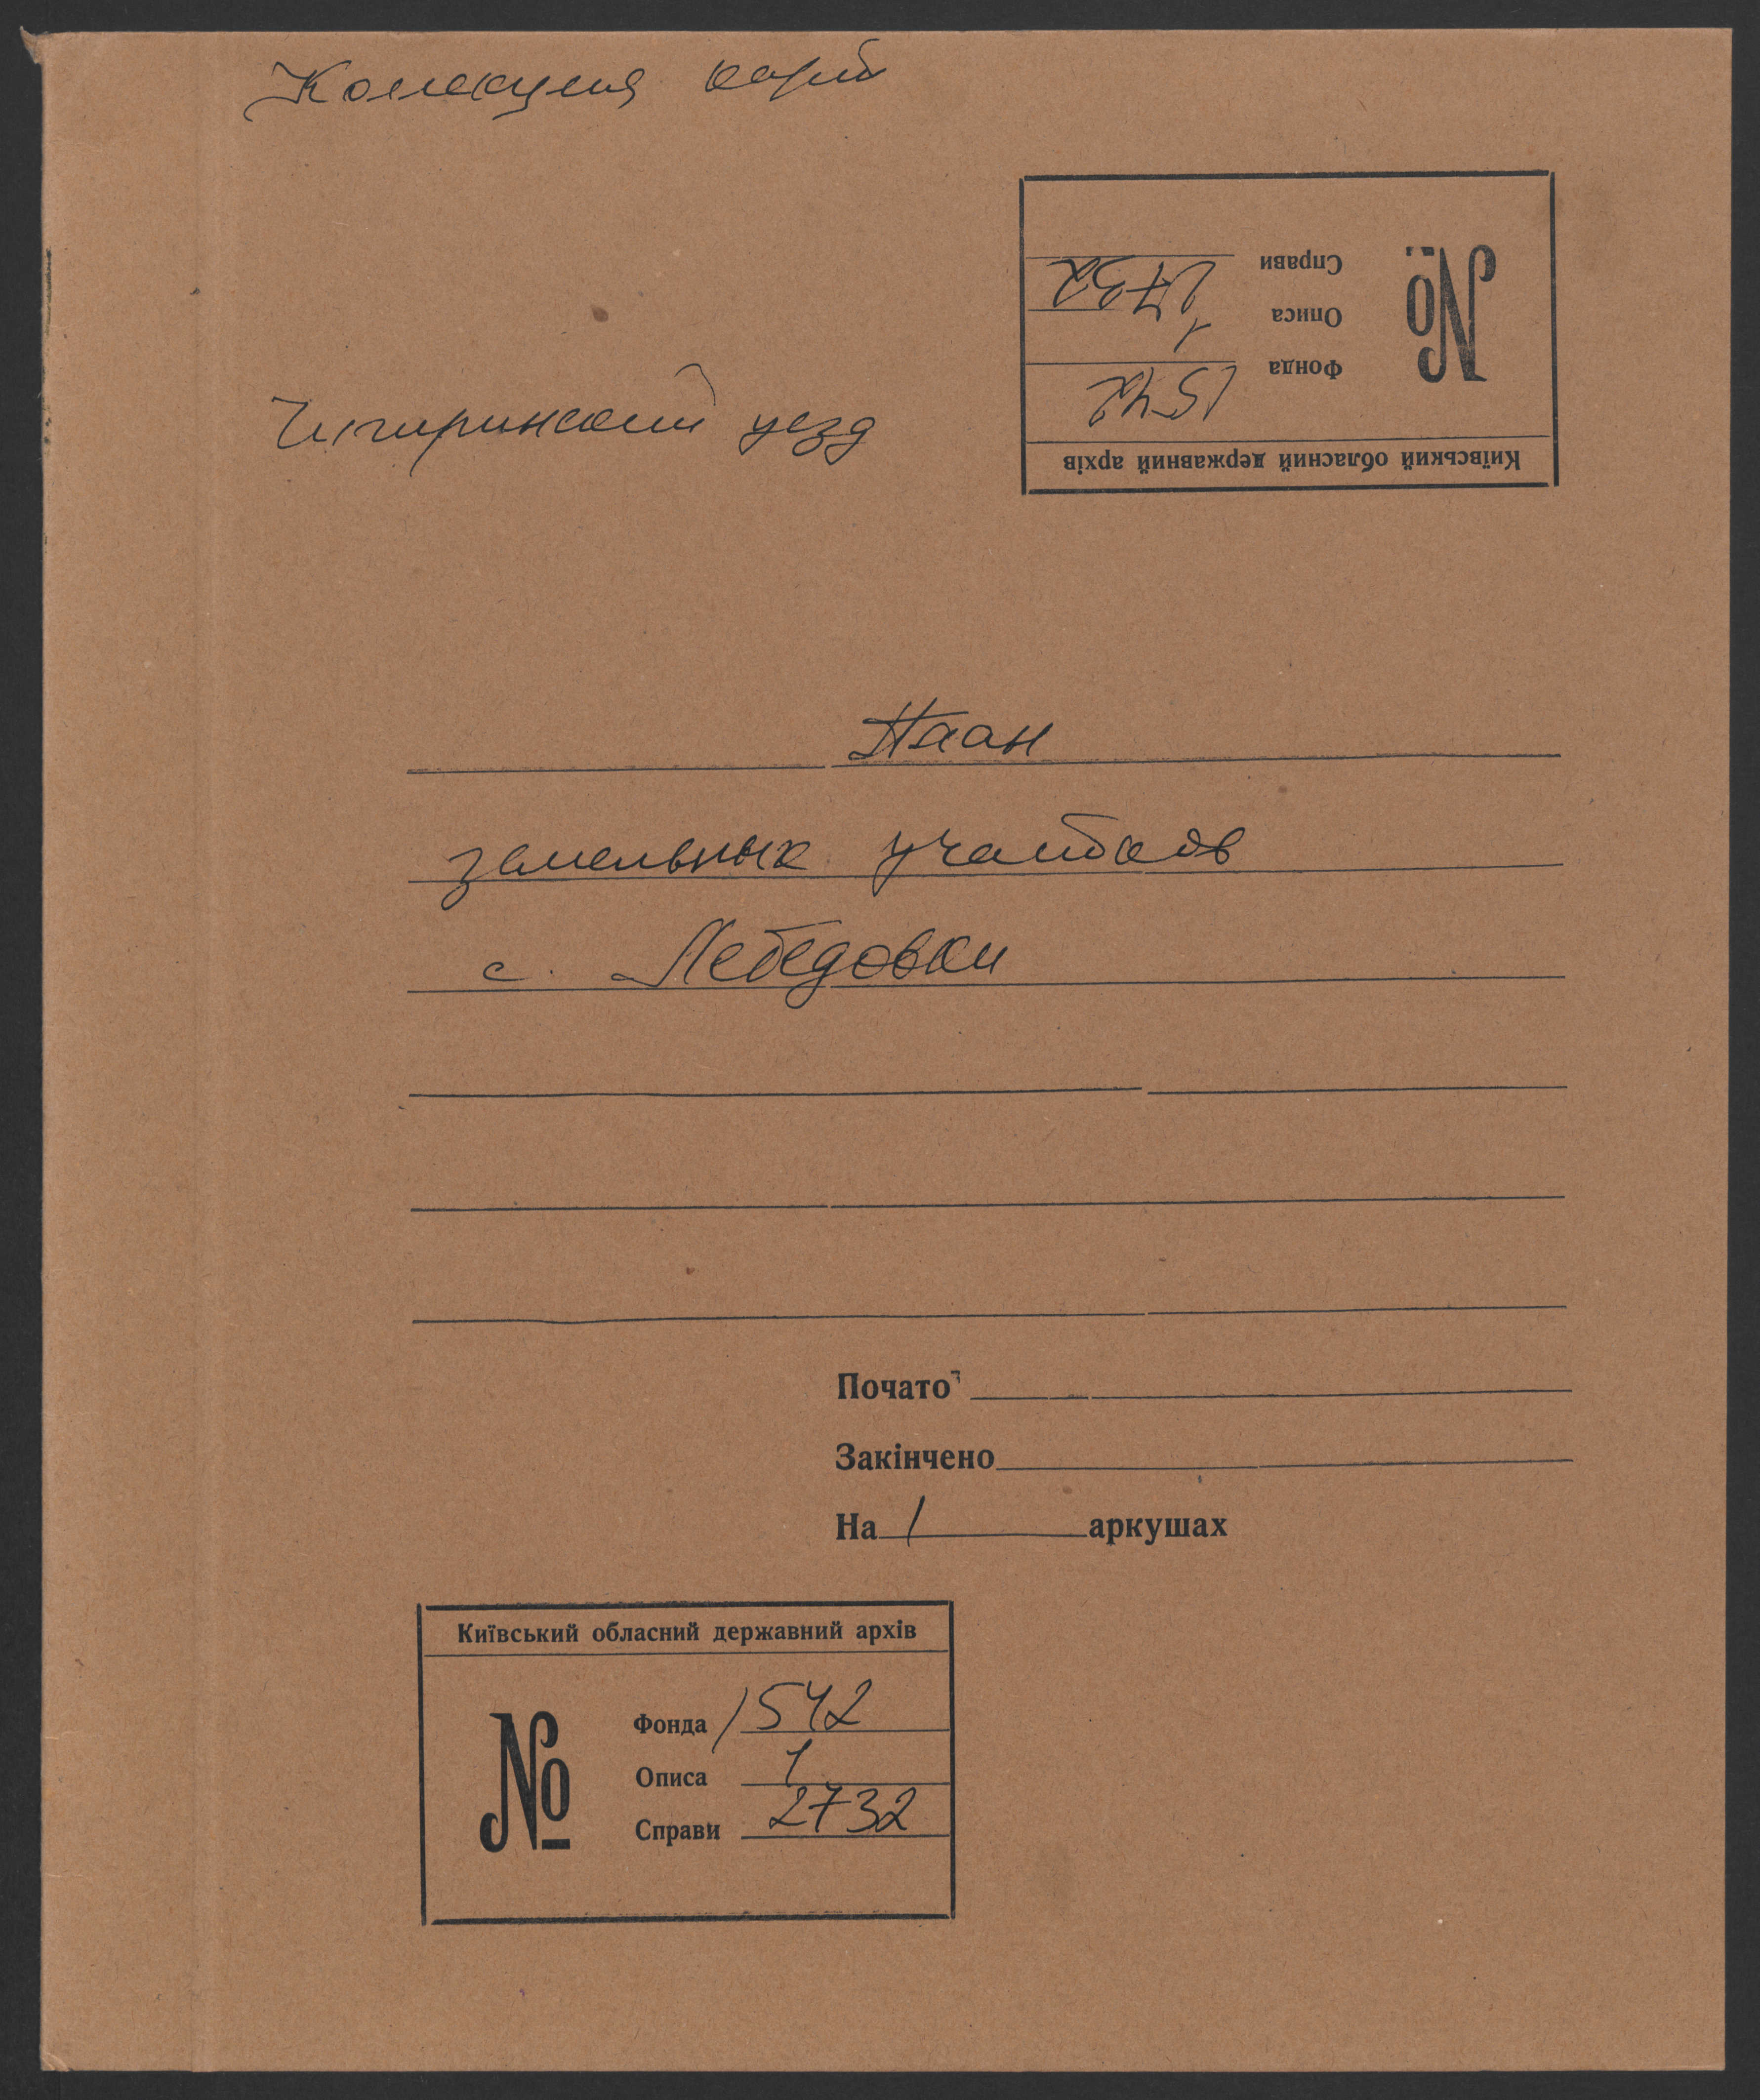 Коллекция карт
Київський обласний державний архів
№
Фонда 1542
Описа 1
Справи 2732
Чигиринский уезд
План
земельных участков
с. Лебедовки
Почато
Закінчено
На 1 аркушах
Київський обласний державний архів
№
Фонда 1542
Описа 1
Справи 2732